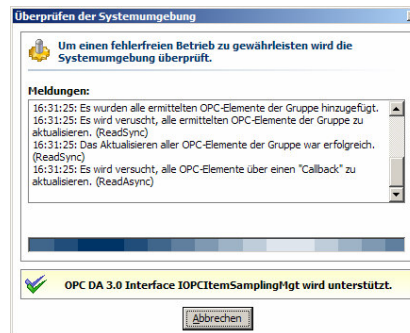 Überprüfen der Systemumgebung
Um einen fehlerfreien Betrieb zu gewährleisten wird die
Systemumgebung überprüft.
Meldungen:
16:31:25: Es wurden alle ermittelten OPC-Elemente der Gruppe hinzugefügt.
16:31:25: Es wird verucht, alle ermittelten OPC-Elemente der Gruppe zu
aktualisieren. (ReadSync)
16:31:25: Das Aktualisieren aller OPC-Elemente der Gruppe war erfolgreich.
(ReadSync)
16:31:25: Es wird versucht, alle OPC-Elemente über einen "Callback" zu
aktualisieren. (ReadAsync)
OPC DA 3.0 Interface IOPCItemSamplingMgt wird unterstützt.
Abbrechen